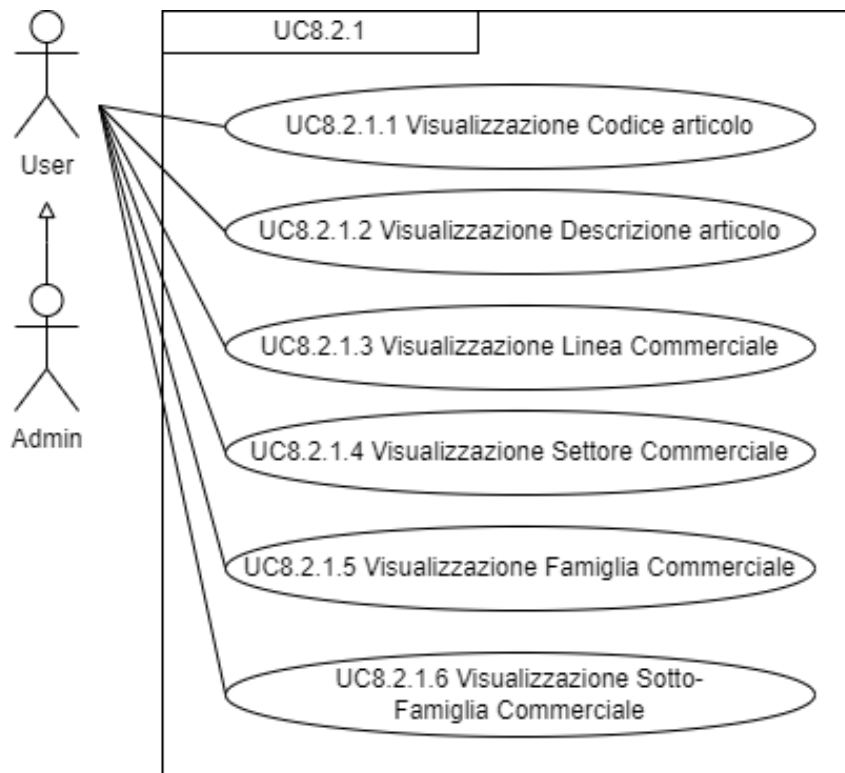 UC8.2.1
UC8.2.1.1 Visualizzazione Codice articolo
User
UC8.2.1.2 Visualizzazione Descrizione articolo
UC8.2.1.3 Visualizzazione Linea Commerciale
Admin
UC8.2.1.4 Visualizzazione Settore Commerciale
UC8.2.1.5 Visualizzazione Famiglia Commerciale
UC8.2.1.6 Visualizzazione Sotto-
Famiglia Commerciale